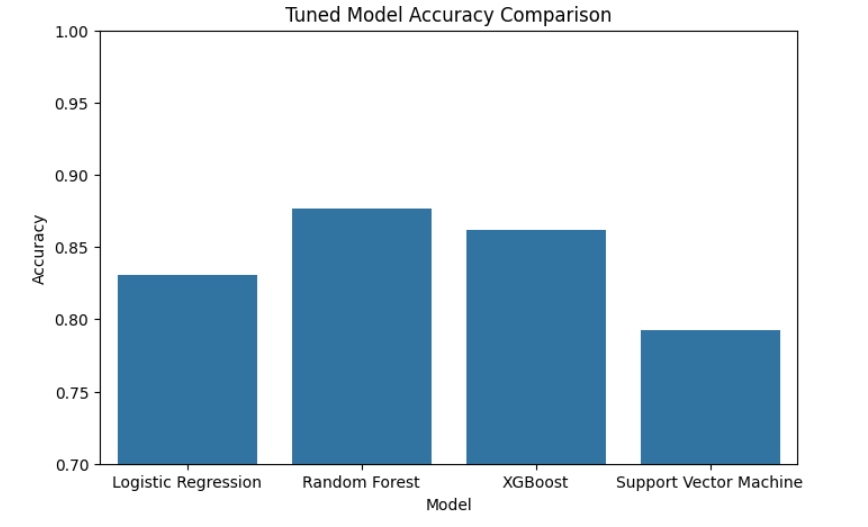 Tuned Model Accuracy Comparison
1.00
0.95
0.90
0.85
0.80
0.75
0.70
Accuracy
Logistic Regression Random Forest XGBoost Support Vector Machine
Model